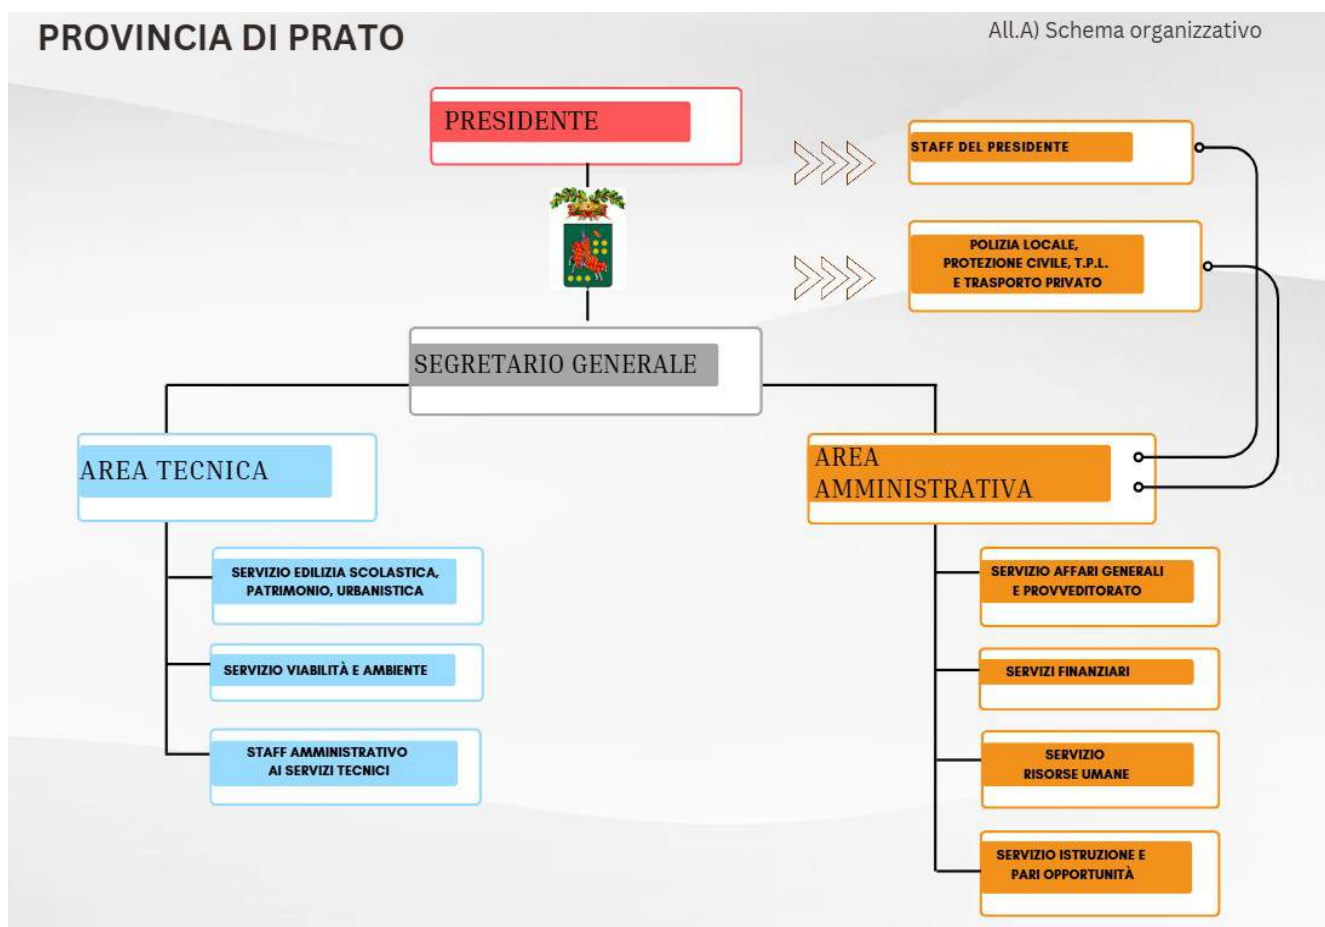 PROVINCIA DI PRATO
All.A) Schema organizzativo
PRESIDENTE
STAFF DEL PRESIDENTE
POLIZIA LOCALE,
PROTEZIONE CIVILE, T.P.L.
E TRASPORTO PRIVATO
SEGRETARIO GENERALE
AREA TECNICA
SERVIZIO EDILIZIA SCOLASTICA,
PATRIMONIO, URBANISTICA
SERVIZIO VIABILITÀ E AMBIENTE
STAFF AMMINISTRATIVO
AI SERVIZI TECNICI
AREA
AMMINISTRATIVA
SERVIZIO AFFARI GENERALI
E PROVVEDITORATO
SERVIZI FINANZIARI
SERVIZIO
RISORSE UMANE
SERVIZIO ISTRUZIONE E
PARI OPPORTUNITÀ